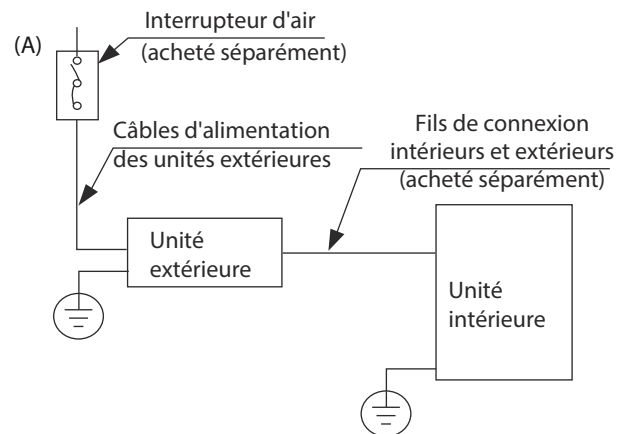 (A)
Interrupteur d'air
(acheté séparément)
Câbles d'alimentation
des unités extérieures
Fils de connexion
intérieurs et extérieurs
(acheté séparément)
Unité
extérieure
Unité
intérieure